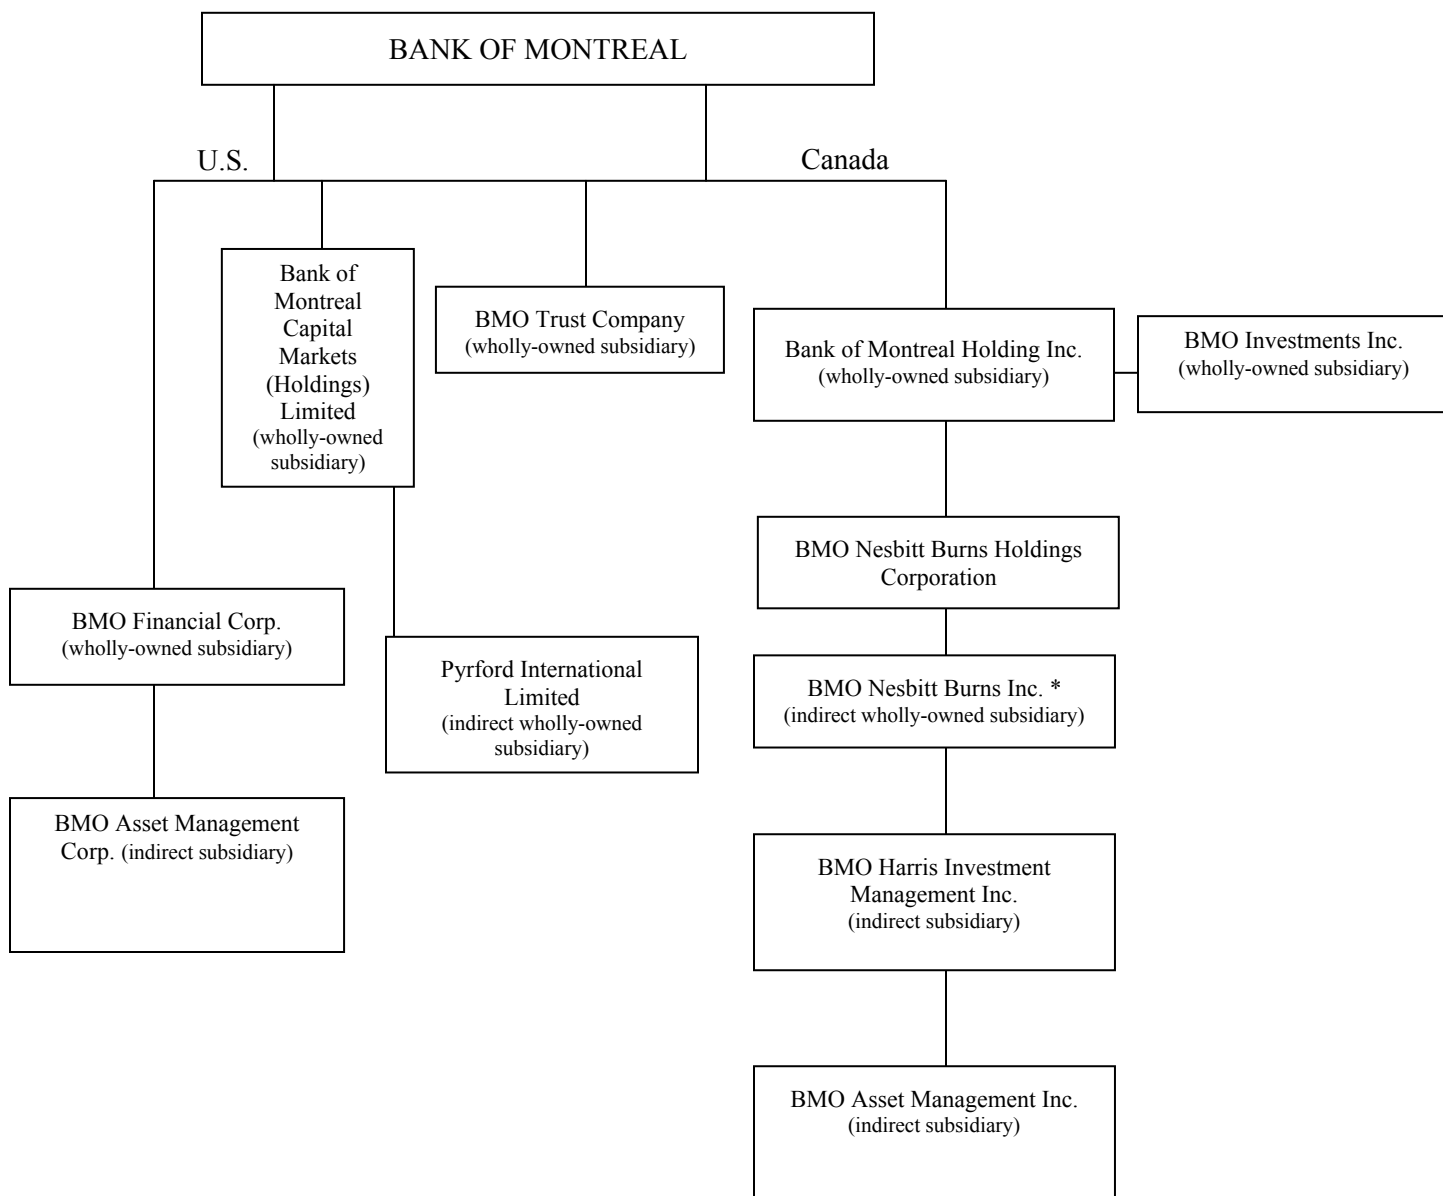 BANK OF MONTREAL
U.S.
Canada
Bank of
Montreal
Capital
Markets
(Holdings)
Limited
(wholly-owned
subsidiary)
BMO Trust Company
(wholly-owned subsidiary)
Bank of Montreal Holding Inc.
(wholly-owned subsidiary)
BMO Investments Inc.
(wholly-owned subsidiary)
BMO Nesbitt Burns Holdings
Corporation
BMO Financial Corp.
(wholly-owned subsidiary)
Pyrford International
Limited
(indirect wholly-owned
subsidiary)
BMO Nesbitt Burns Inc. *
(indirect wholly-owned subsidiary)
BMO Asset Management
Corp. (indirect subsidiary)
BMO Harris Investment
Management Inc.
(indirect subsidiary)
BMO Asset Management Inc.
(indirect subsidiary)